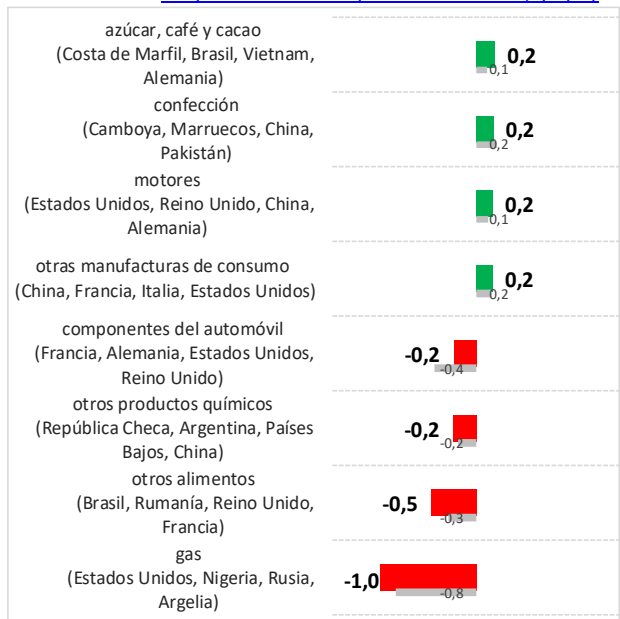 azúcar, café y cacao
(Costa de Marfil, Brasil, Vietnam,
Alemania)
0,2
0,1
confección
(Camboya, Marruecos, China,
Pakistán)
0,2
0,2
motores
(Estados Unidos, Reino Unido, China,
Alemania)
0,2
0,1
otras manufacturas de consumo
(China, Francia, Italia, Estados Unidos)
0,2
0,2
componentes del automóvil
(Francia, Alemania, Estados Unidos,
Reino Unido)
-0,2
-0,4
otros productos químicos
(República Checa, Argentina, Países
Bajos, China)
-0,2
-0,2
otros alimentos
(Brasil, Rumanía, Reino Unido,
Francia)
-0,5
-0,3
gas
(Estados Unidos, Nigeria, Rusia,
Argelia)
-1,0
-0,8